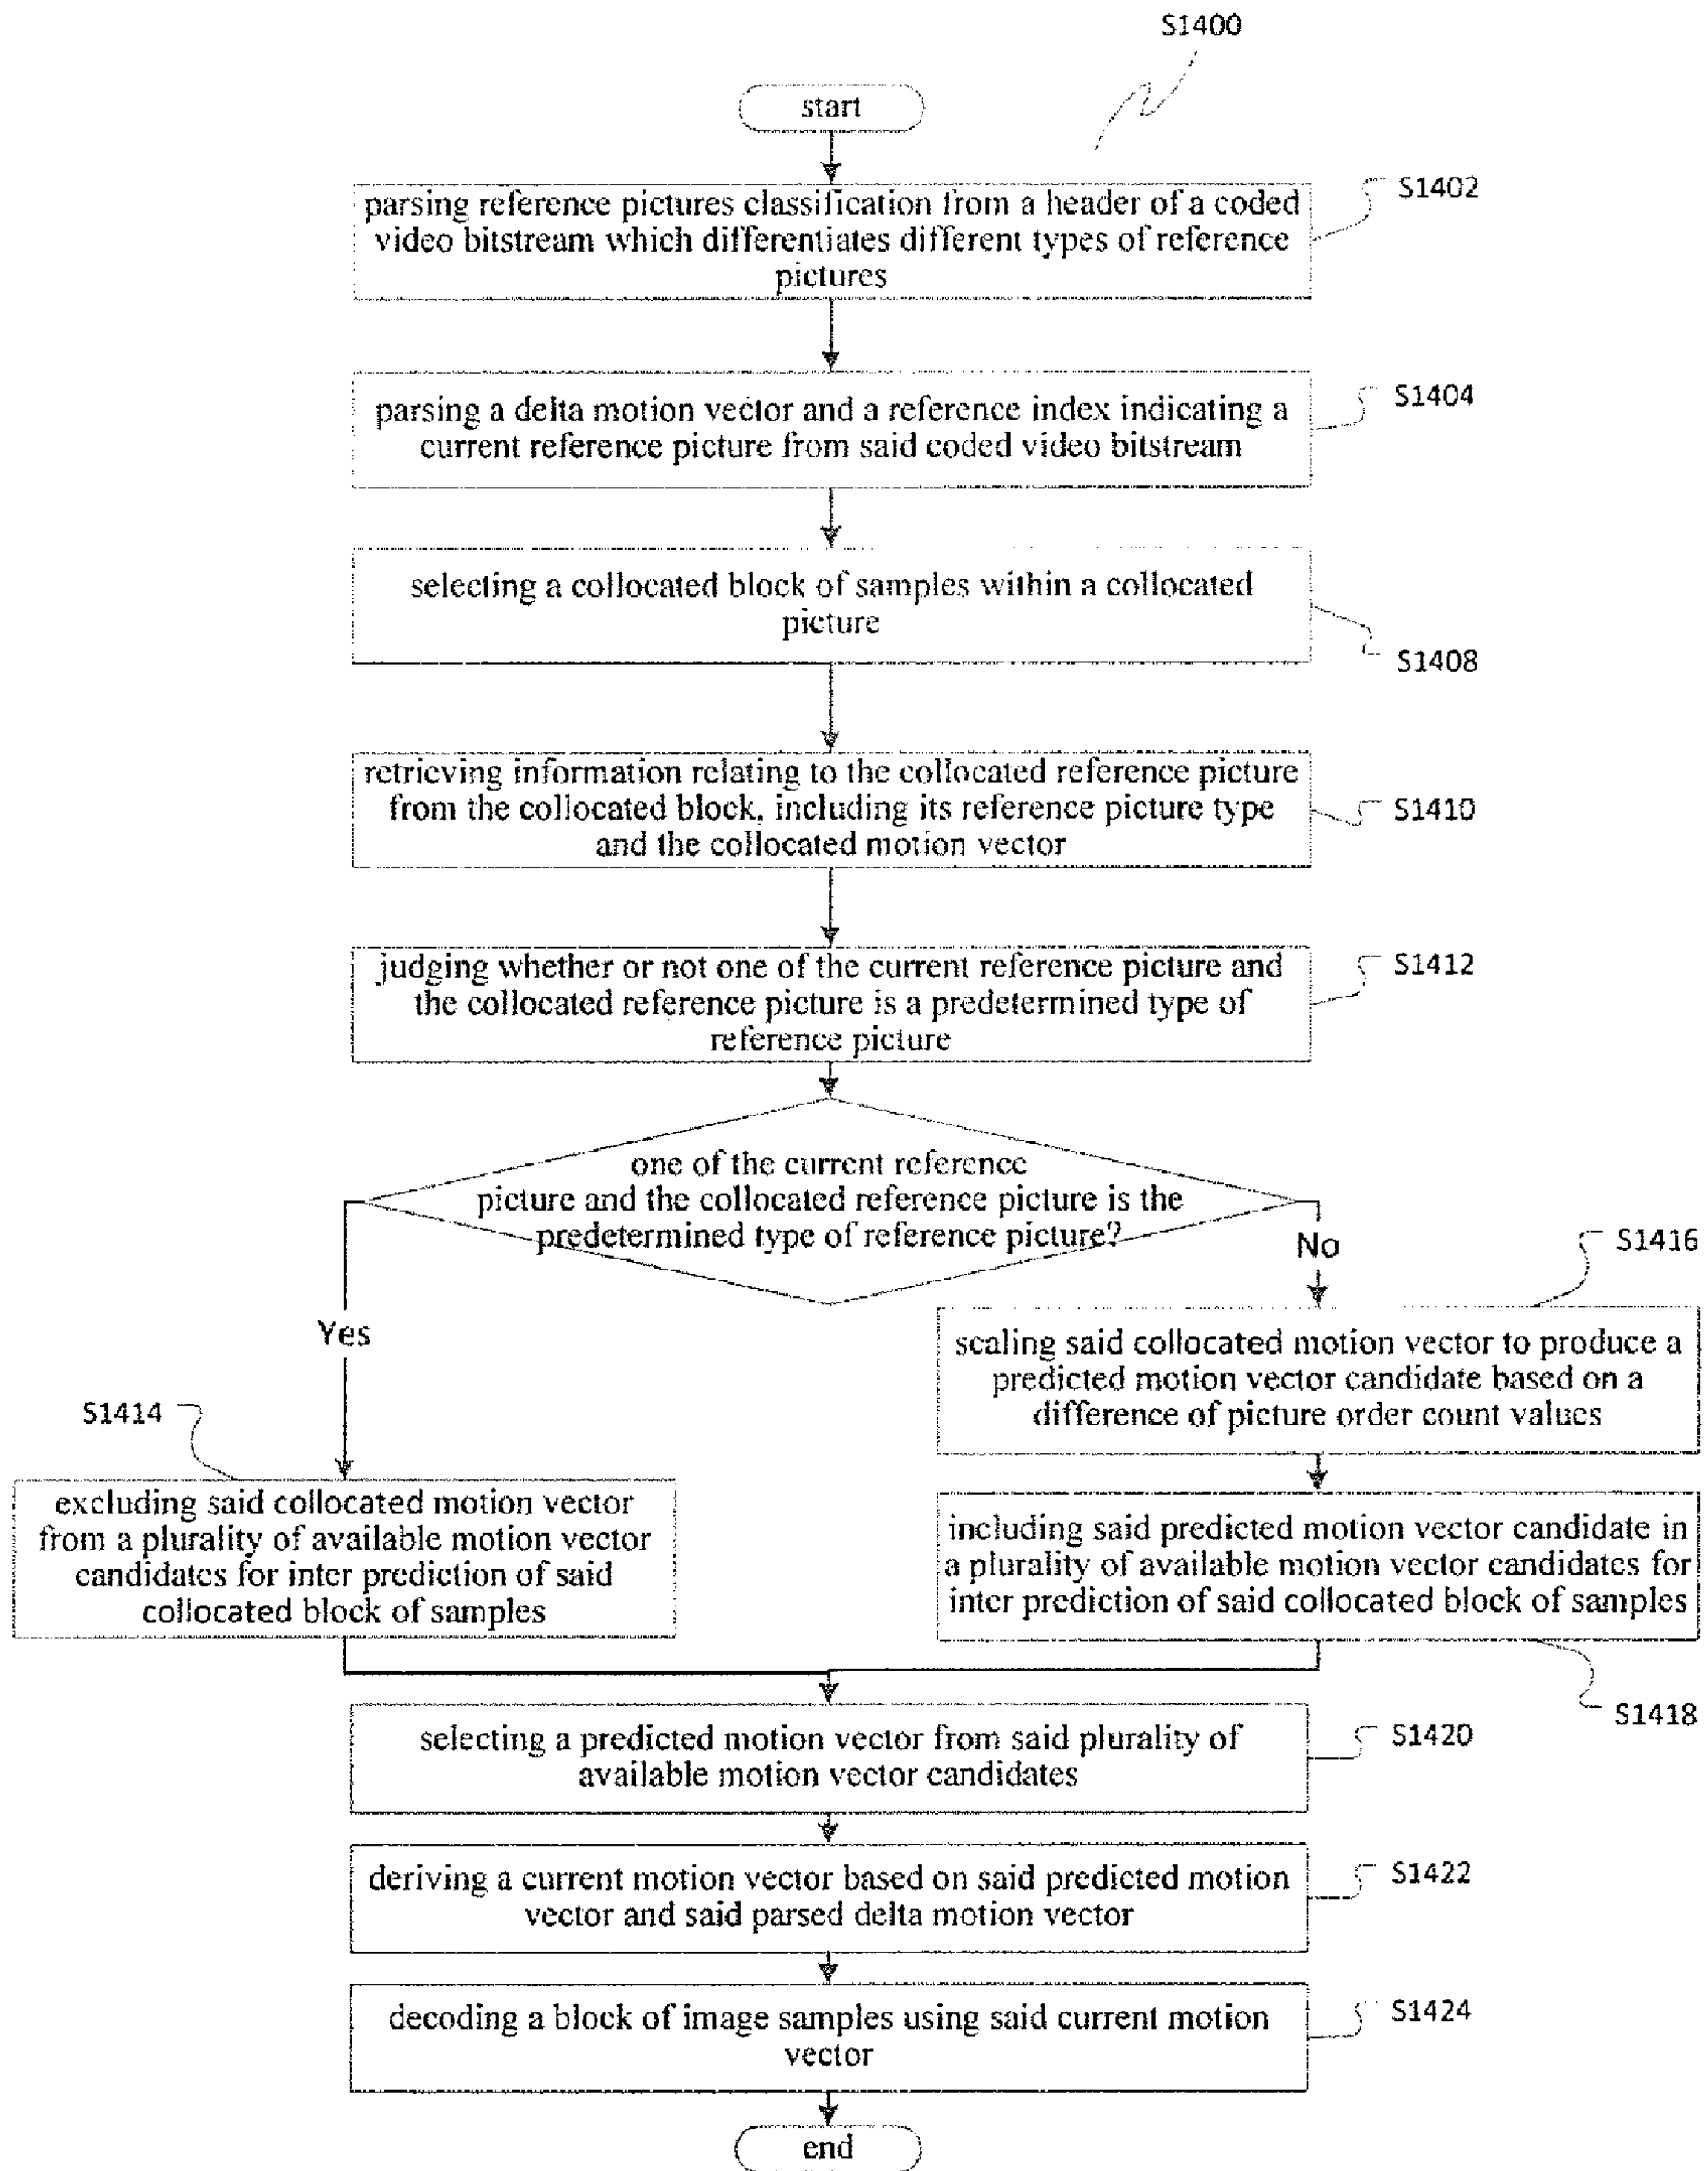 S1400
start
parsing reference pictures classification from a header of a coded
video bitstream which differentiates different types of reference
pictures
S1402
parsing a delta motion vector and a reference index indicating a
current reference picture from said coded video bitstream
S1404
selecting a collocated block of samples within a collocated
picture
S1408
retrieving information relating to the collocated reference picture
from the collocated block, including its reference picture type
and the collocated motion vector
S1410
judging whether or not one of the current reference picture and
the collocated reference picture is a predetermined type of
reference picture
S1412
one of the current reference
picture and the collocated reference picture is the
predetermined type of reference picture?
Yes
No
S1416
scaling said collocated motion vector to produce a
predicted motion vector candidate based on a
difference of picture order count values
S1414
excluding said collocated motion vector
from a plurality of available motion vector
candidates for inter prediction of said
collocated block of samples
including said predicted motion vector candidate in
a plurality of available motion vector candidates for
inter prediction of said collocated block of samples
S1418
selecting a predicted motion vector from said plurality of
available motion vector candidates
S1420
deriving a current motion vector based on said predicted motion
vector and said parsed delta motion vector
S1422
decoding a block of image samples using said current motion
vector
S1424
end